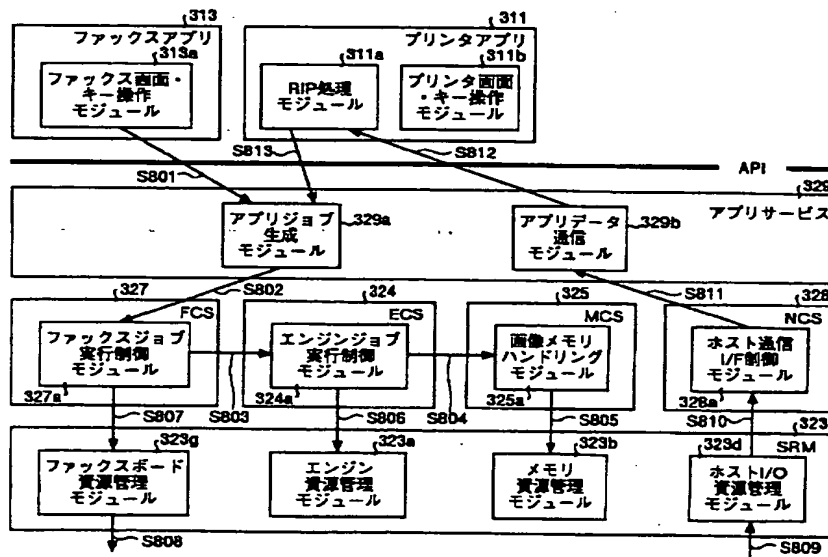 313
ファックスアプリ
313a
ファックス画面・
キー操作
モジュール
311
プリンタアプリ
311a
RIP処理
モジュール
311b
プリンタ画面
・キー操作
モジュール
S801
S813
S812
API
329
アプリサービス
アプリジョブ
生成
モジュール
329a
アプリデータ
通信
モジュール
329b
S802
S811
327
FCS
ファックスジョブ
実行制御
モジュール
327a
324
ECS
エンジンジョブ
実行制御
モジュール
324a
325
MCS
画像メモリ
ハンドリング
モジュール
325a
328
NCS
ホスト通信
I/F制御
モジュール
328a
S807
S803
S806
S804
S805
S810
323
SRM
323g
ファックスボード
資源管理
モジュール
323a
エンジン
資源管理
モジュール
323b
メモリ
資源管理
モジュール
323d
ホストI/O
資源管理
モジュール
S808
S809